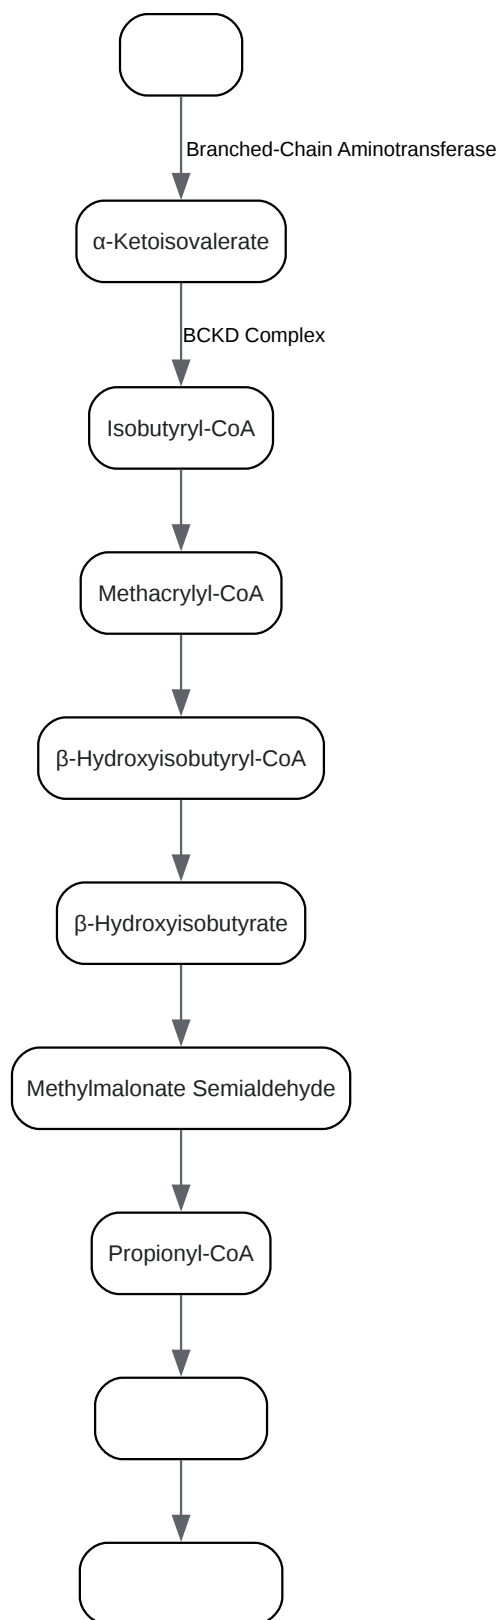 Branched-Chain Aminotransferase
α-Ketoisovalerate
BCKD Complex
Isobutyryl-CoA
Methacrylyl-CoA
β-Hydroxyisobutyryl-CoA
β-Hydroxyisobutyrate
Methylmalonate Semialdehyde
Propionyl-CoA